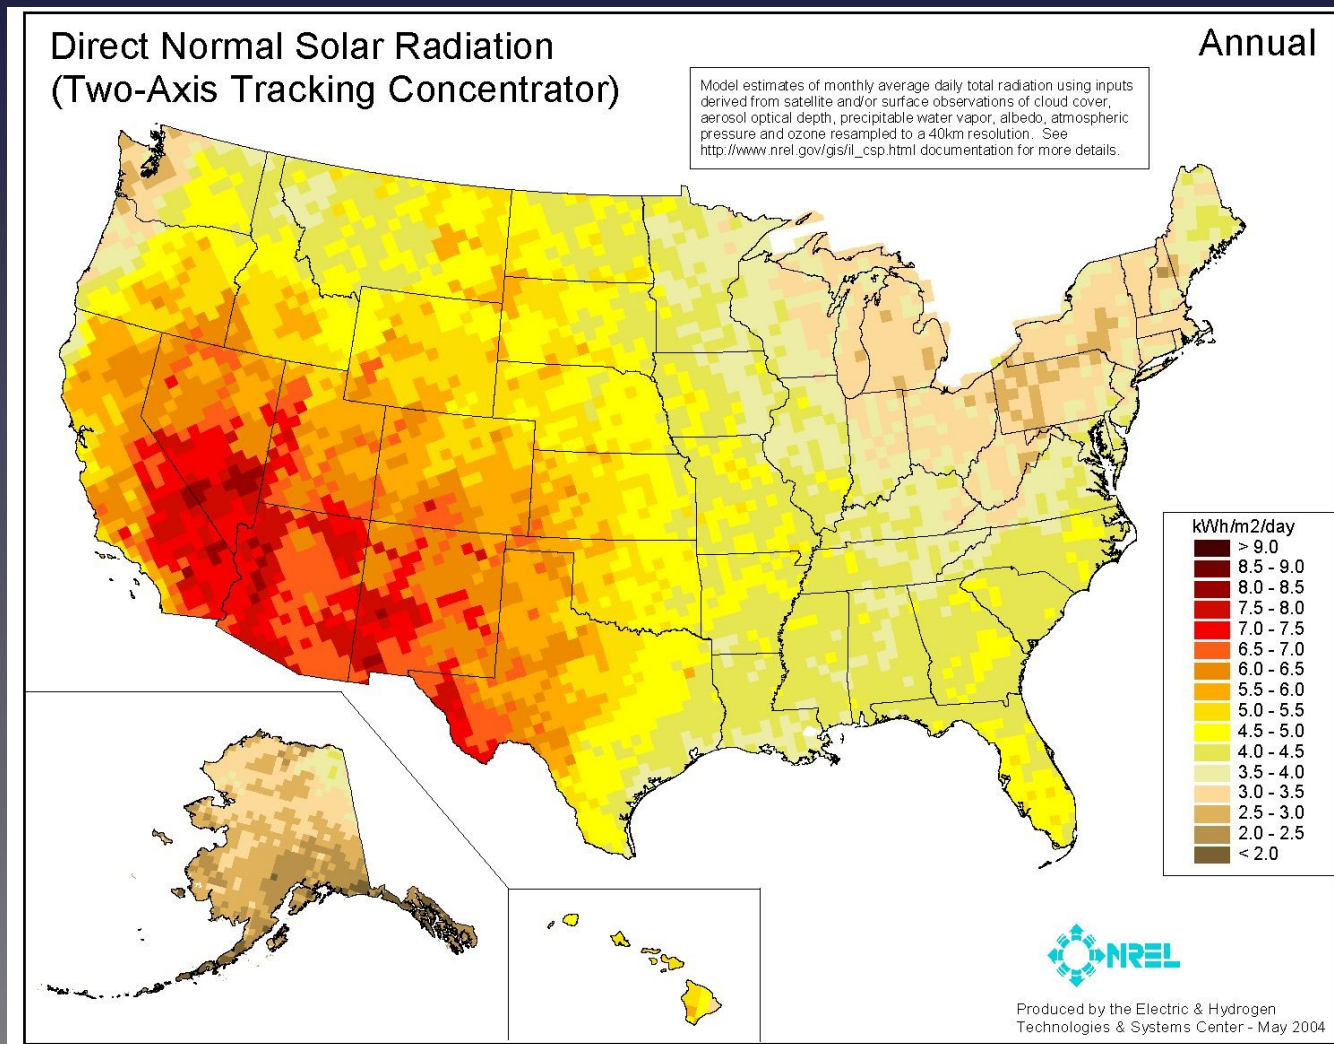 Direct Normal Solar Radiation
(Two-Axis Tracking Concentrator)
Annual
Model estimates of monthly average daily total radiation using inputs
derived from satellite and/or surface observations of cloud cover,
aerosol optical depth, precipitable water vapor, albedo, atmospheric
pressure and ozone resampled to a 40km resolution.  See
http://www.nrel.gov/gis/il_csp.html documentation for more details.
kWh/m2/day
> 9.0
8.5 - 9.0
8.0 - 8.5
7.5 - 8.0
7.0 - 7.5
6.5 - 7.0
6.0 - 6.5
5.5 - 6.0
5.0 - 5.5
4.5 - 5.0
4.0 - 4.5
3.5 - 4.0
3.0 - 3.5
2.5 - 3.0
2.0 - 2.5
< 2.0
NREL
Produced by the Electric & Hydrogen
Technologies & Systems Center - May 2004